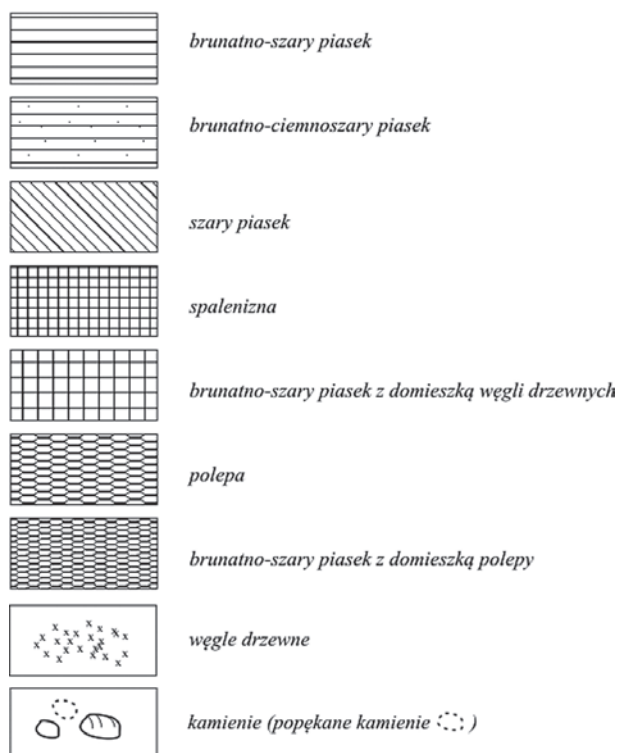 brunatno-szary piasek
brunatno-ciemnoszary piasek
szary piasek
spalenizna
brunatno-szary piasek z domieszką węgli drzewnych
polepa
brunatno-szary piasek z domieszką polepy
węgle drzewne
kamienie (popękane kamienie )